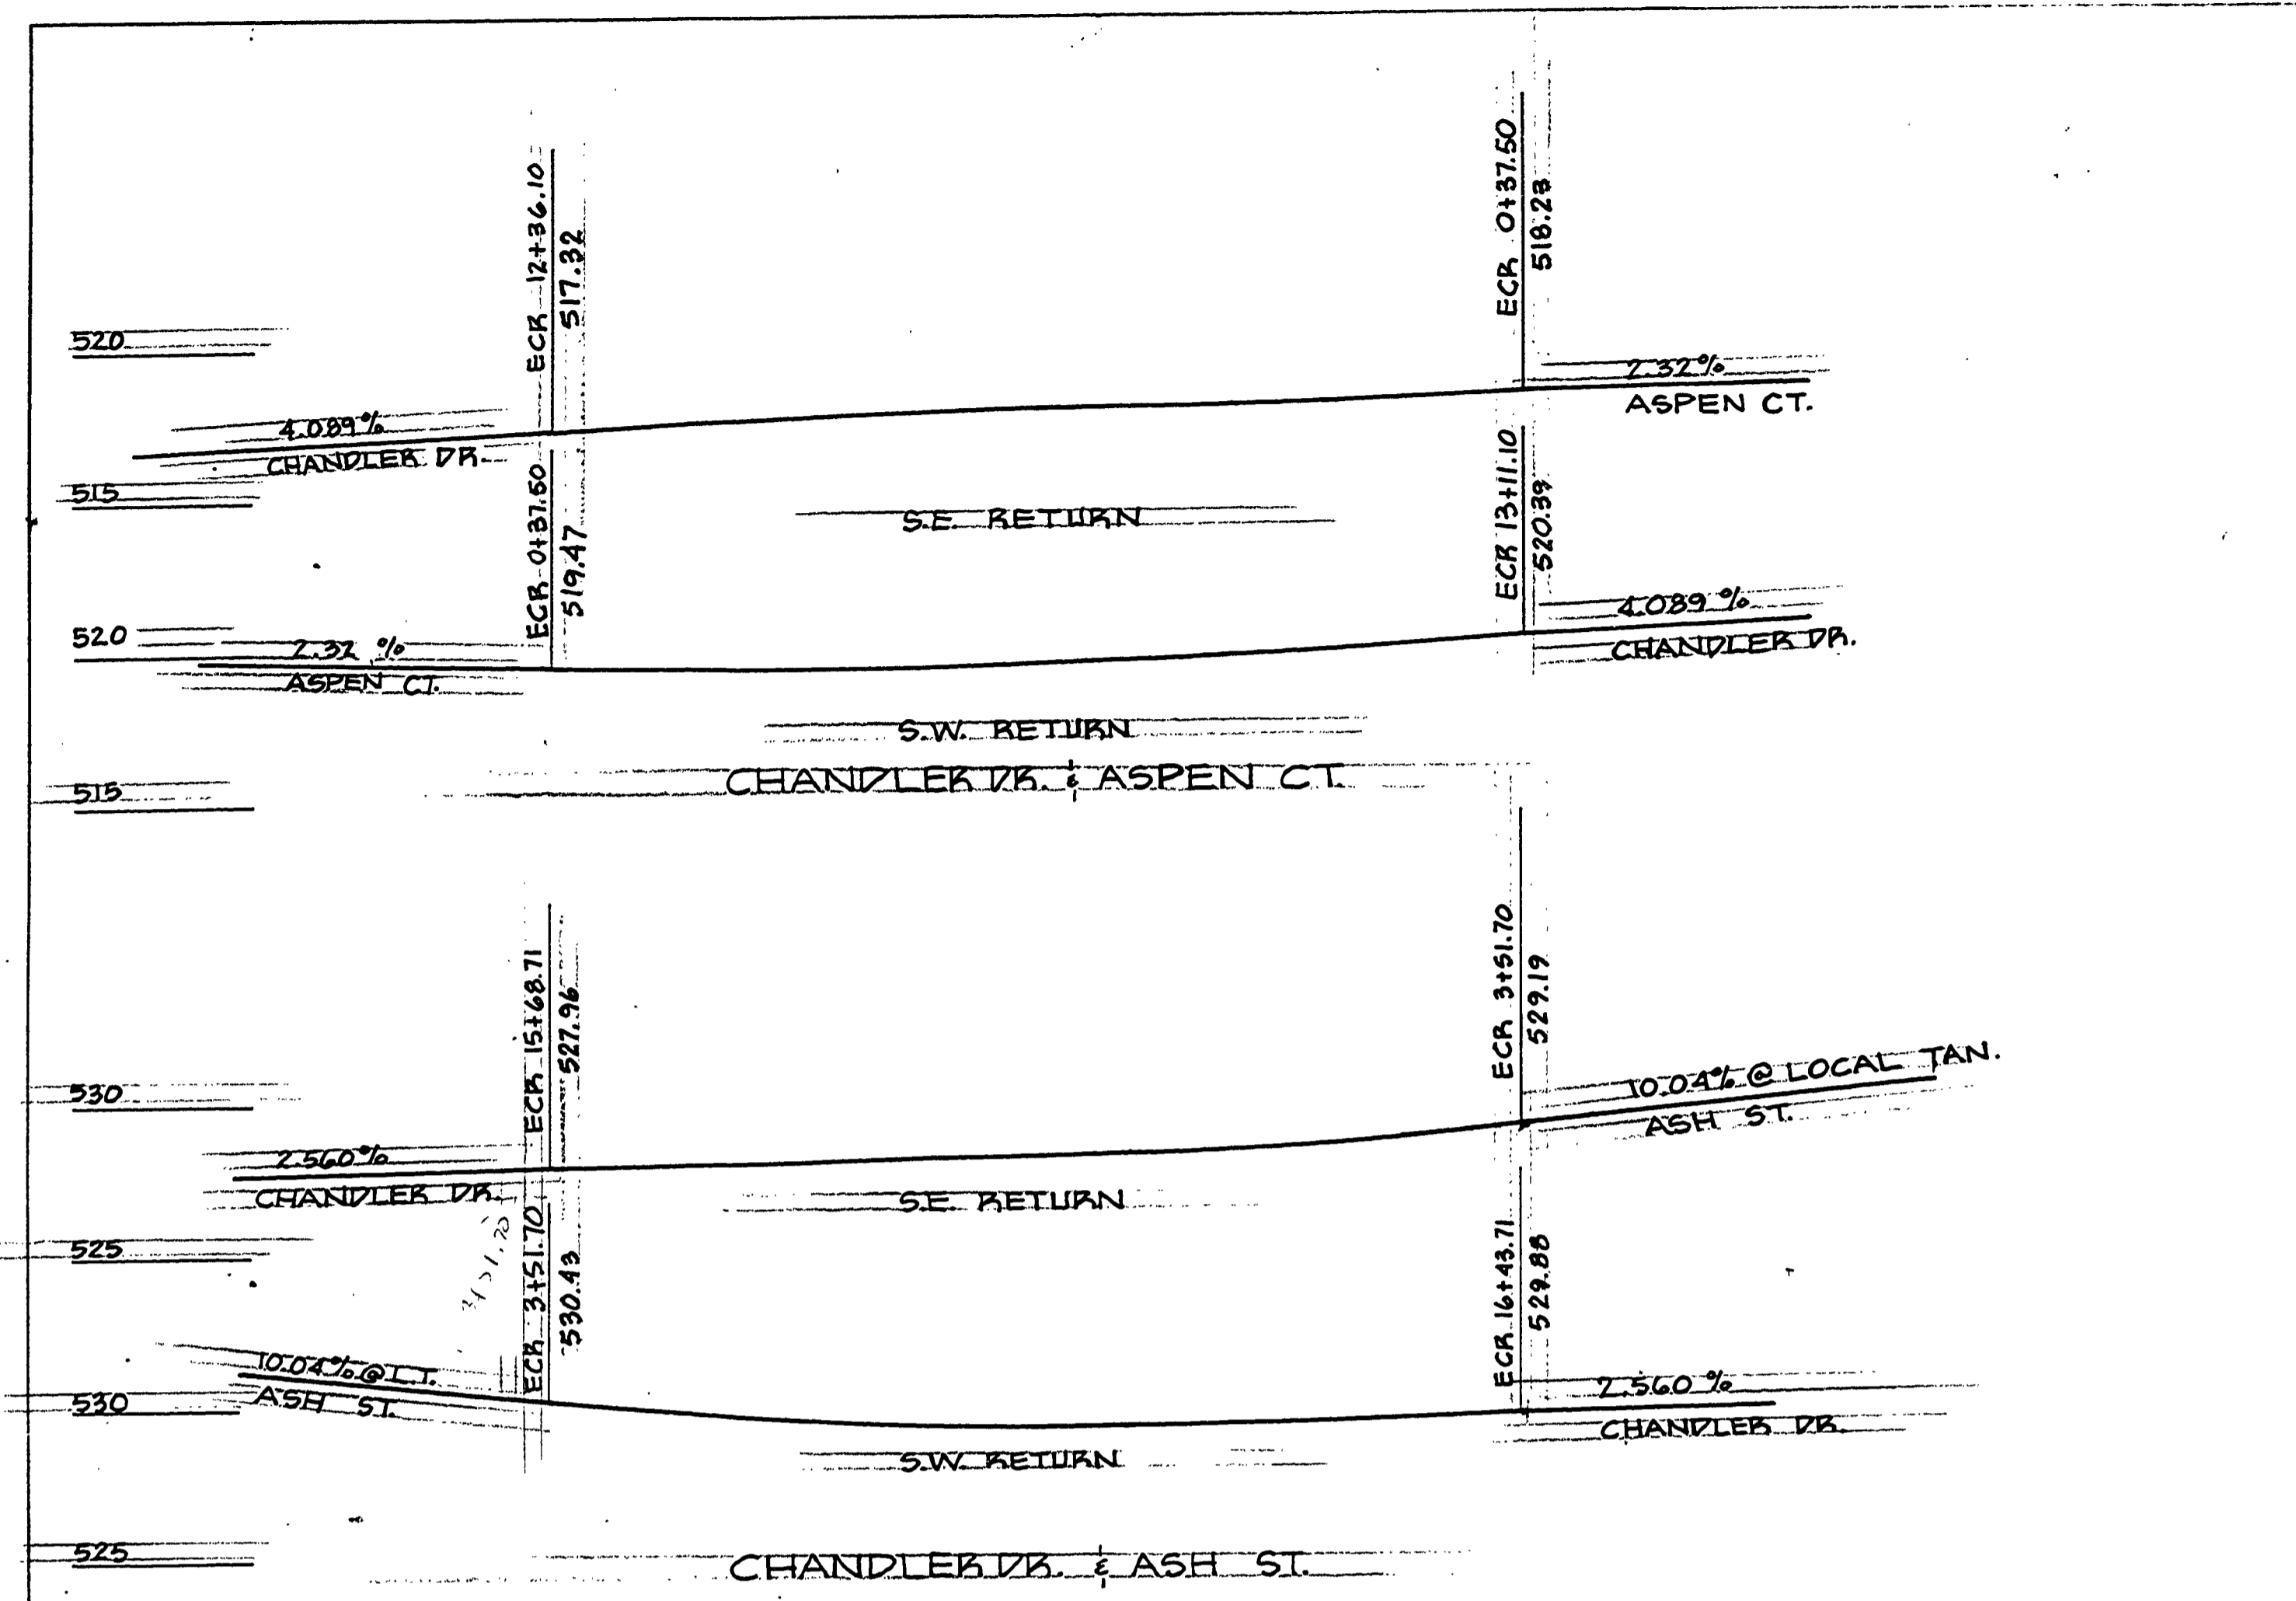 ECR 12+36.10
517.32
ECR 0+37.50
518.23
520
2.32%
ASPEN CT.
4.089%
CHANDLER DR.
515
S.E. RETURN
ECR 0+37.50
519.47
ECR 13+11.10
520.39
4.089%
CHANDLER DR.
520
2.32 %
ASPEN CT.
S.W. RETURN
CHANDLER DR. & ASPEN CT.
515
ECR 15+68.71
527.96
ECR 3+51.70
529.19
10.04% @ LOCAL TAN.
ASH ST.
530
2.560%
CHANDLER DR.
S.E. RETURN
525
3+51.70
ECR 3+51.70
530.43
ECR 16+43.71
529.88
10.04% @ L.T.
ASH ST.
530
2.560 %
CHANDLER DR.
S.W. RETURN
525
CHANDLER DR. & ASH ST.